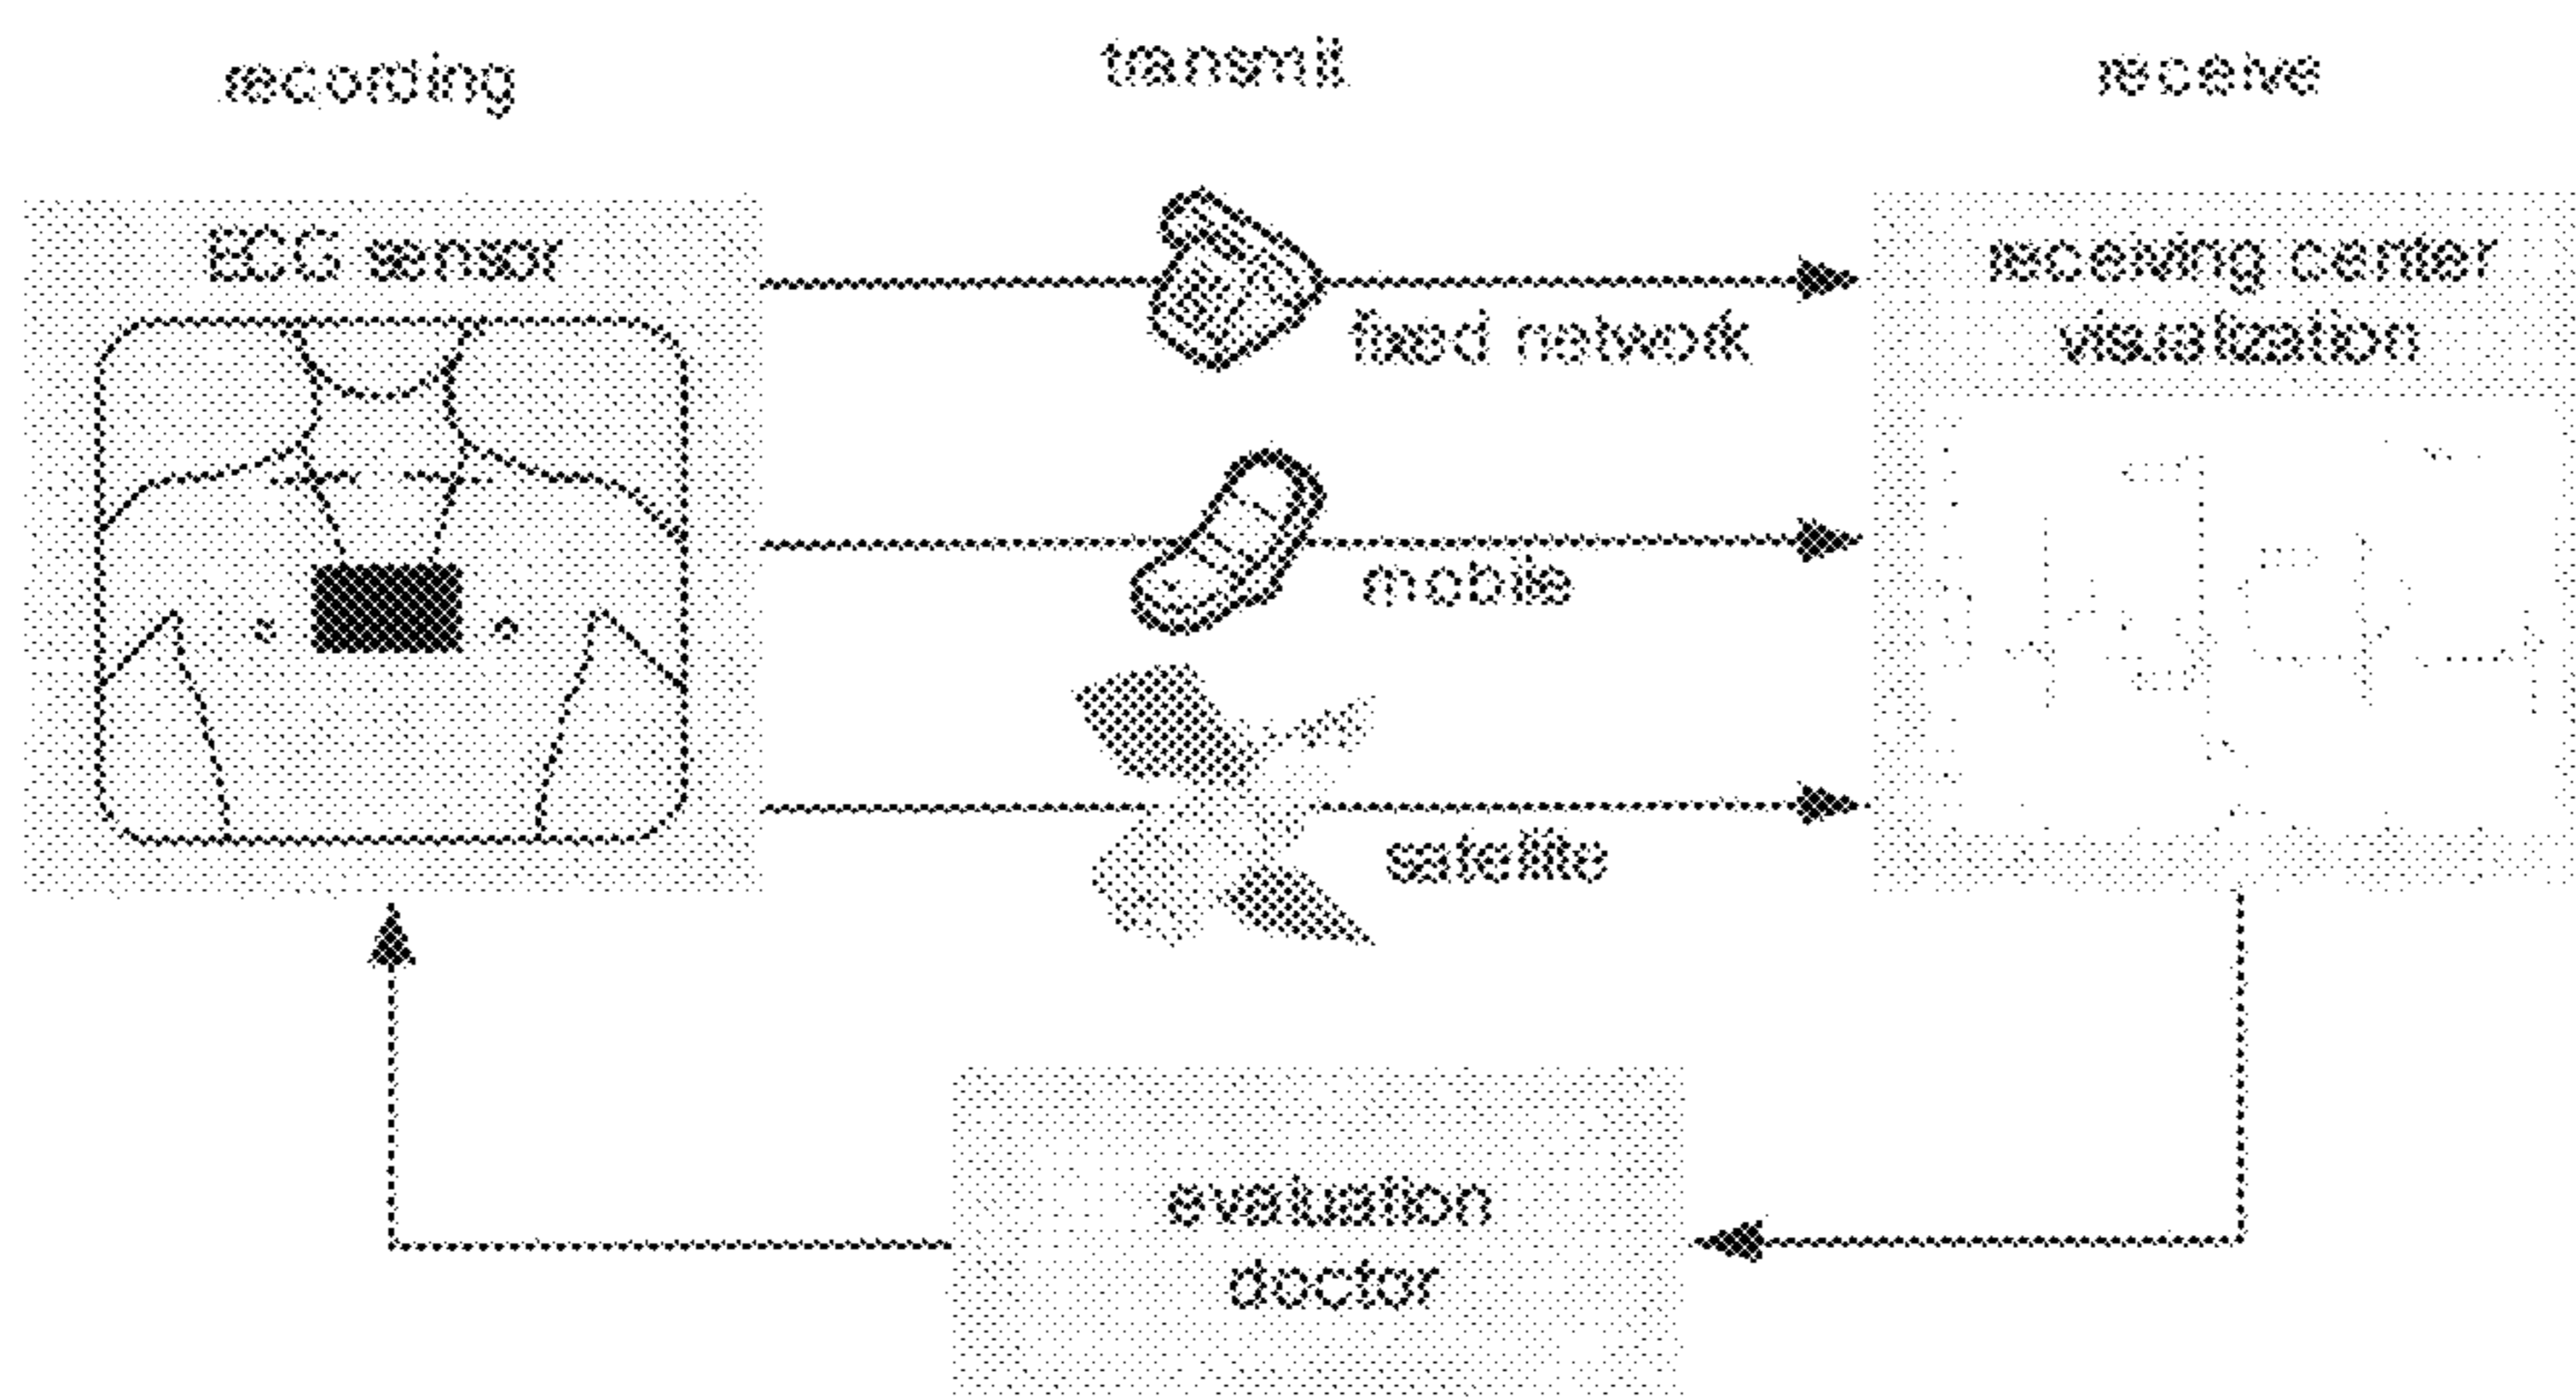 recording
transmit
receive
ECG sensor
receiving center
visualization
fixed network
mobile
satellite
evaluation
doctor